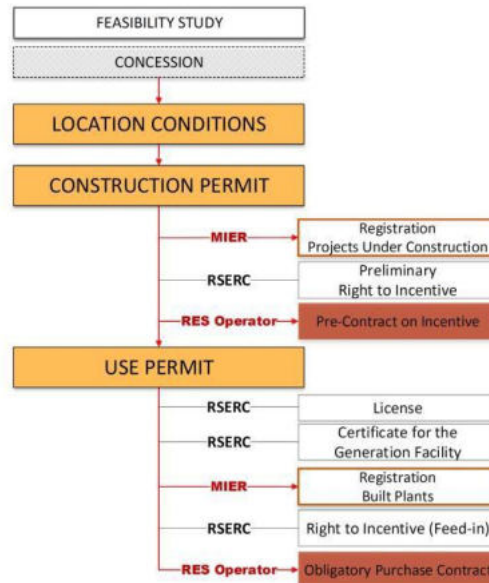 FEASIBILITY STUDY
CONCESSION
LOCATION CONDITIONS
CONSTRUCTION PERMIT
MIER
Registration
Projects Under Construction
RSERC
Preliminary
Right to Incentive
RES Operator
Pre-Contract on Incentive
USE PERMIT
RSERC
License
RSERC
Certificate for the
Generation Facility
MIER
Registration
Built Plants
RSERC
Right to Incentive (Feed-in)
RES Operator
Obligatory Purchase Contract